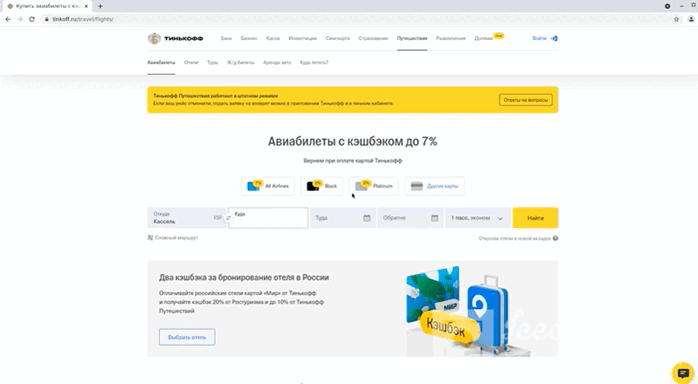 Купить авиабилеты с кэш
tinkoff.ru/travel/flights/
ТИНЬКОФФ
Банк Бизнес Касса Инвестиции Сим-карта Страхование Путешествия Развлечения Долями Войти
Авиабилеты Отели Туры Ж/д билеты Аренда авто Куда лететь?
Тинькофф Путешествия работают в штатном режиме
Если ваш рейс отменили, подать заявку на возврат можно в приложении Тинькофф и в личном кабинете.
Ответы на вопросы
Авиабилеты с кэшбэком до 7%
Вернем при оплате картой Тинькофф
7% All Airlines Black Platinum Другие карты
Откуда
Кассель
KSF
Куда
Туда
Обратно
1 пасс, эконом
Найти
Сложный маршрут
Откроем отели в новой вкладке
Два кэшбэка за бронирование отеля в России
Оплачивайте российские отели картой «Мир» от Тинькофф
и получайте кэшбэк 20% от Ростуризма и до 10% от Тинькофф
Путешествий
Выбрать отель
МИР
Кэшбэк